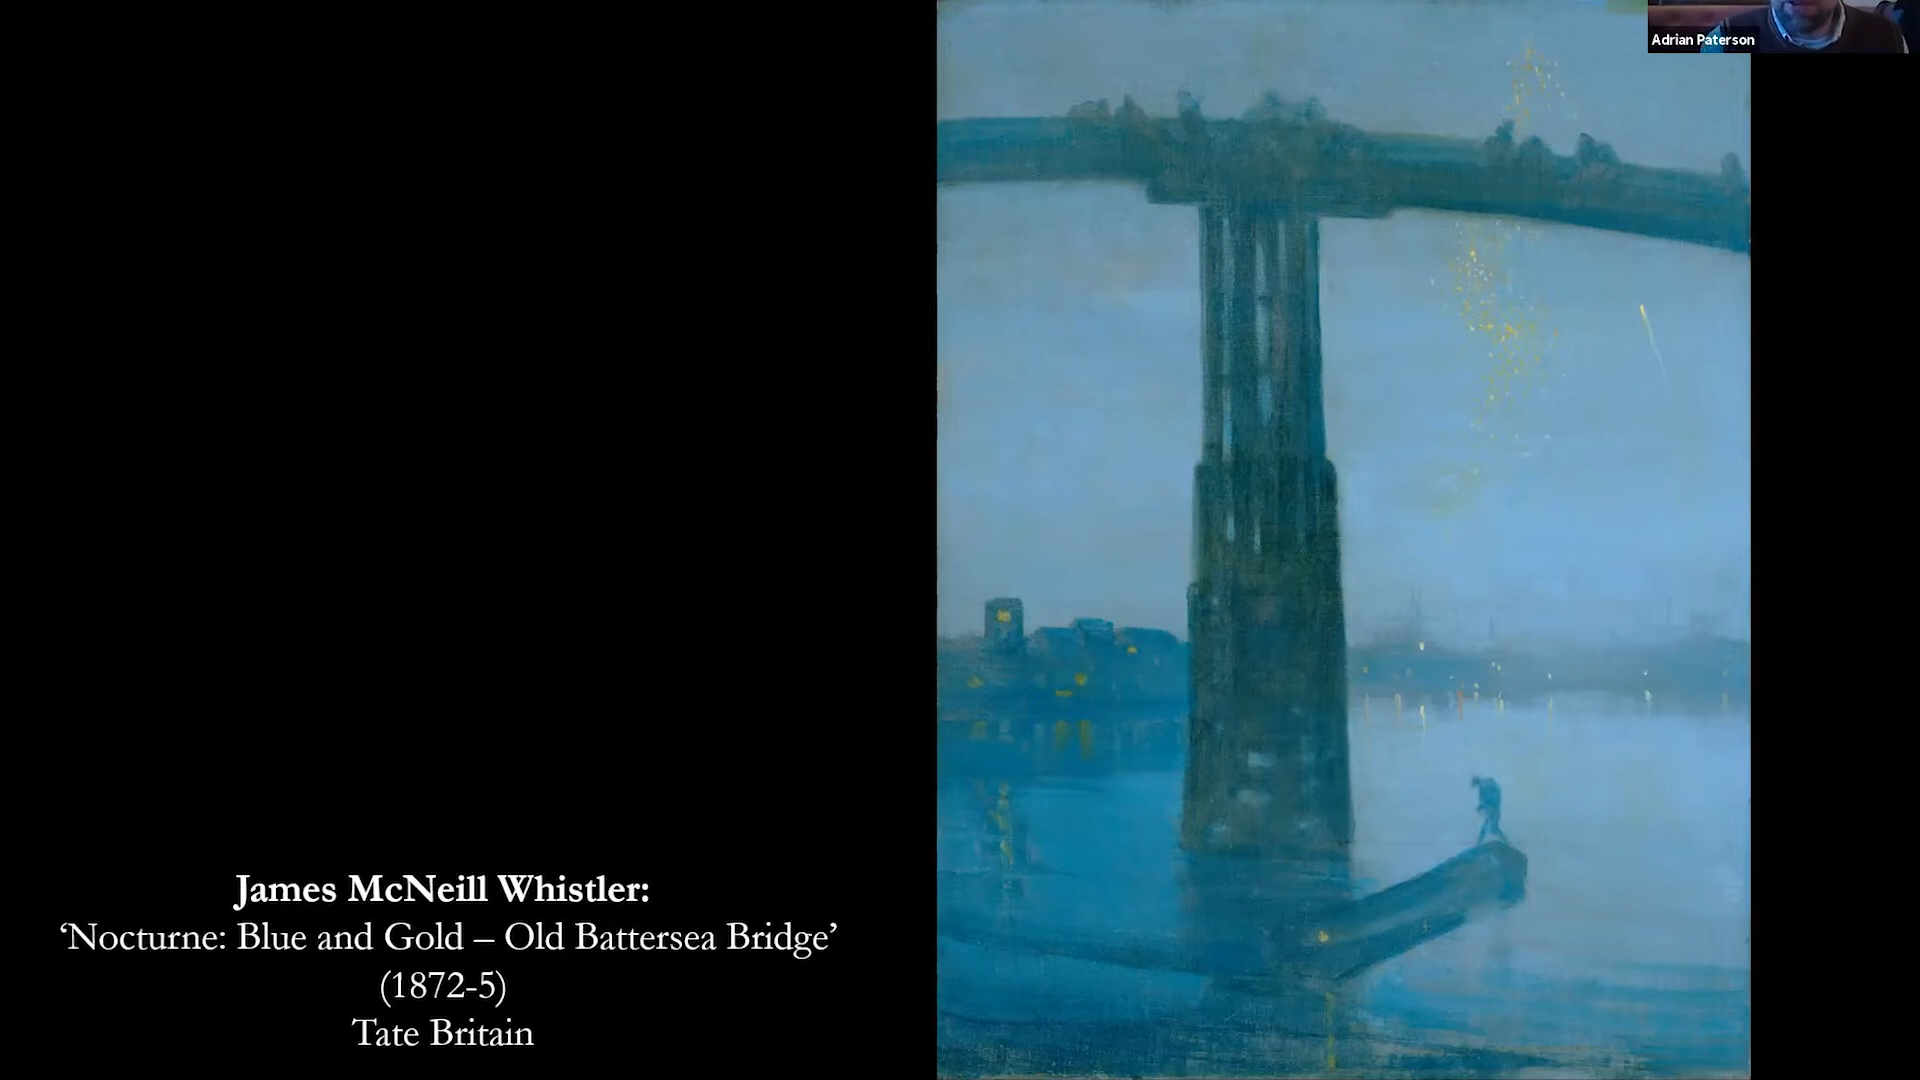 Adrian Paterson
James McNeill Whistler:
‘Nocturne: Blue and Gold – Old Battersea Bridge’
(1872-5)
Tate Britain